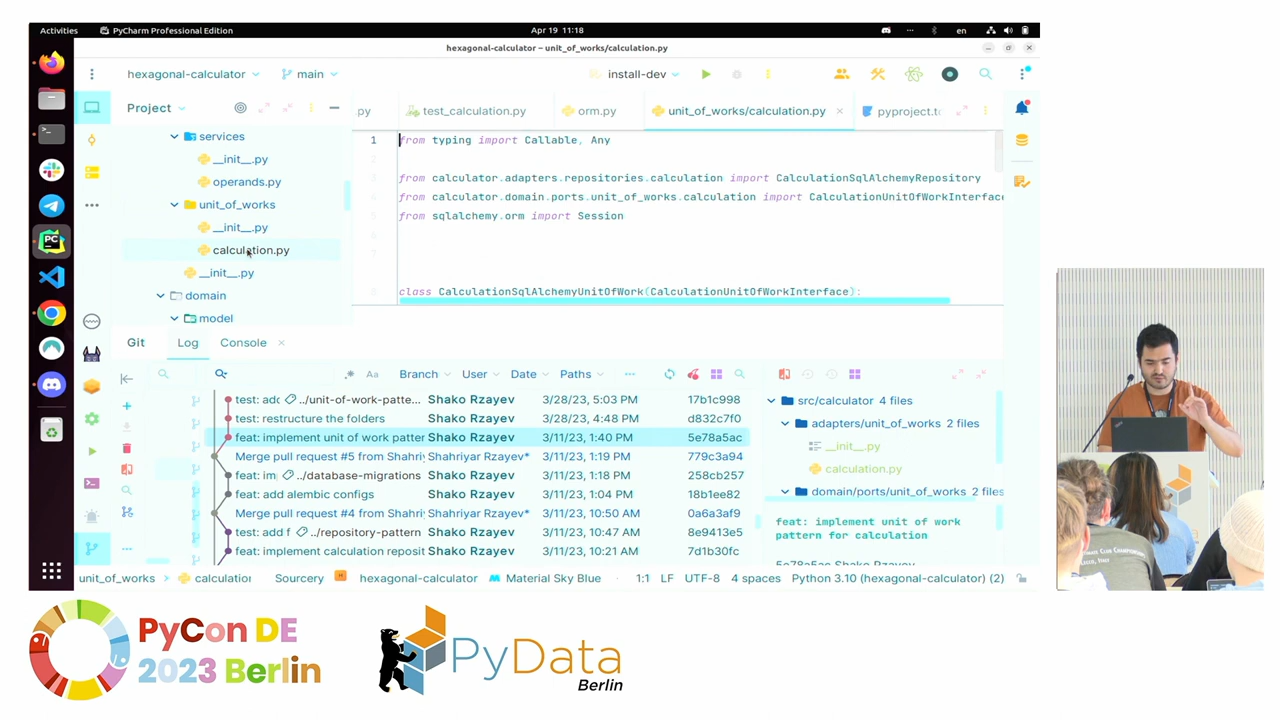 Activities
PyCharm Professional Edition
Apr 19 11:18
en
hexagonal-calculator – unit_of_works/calculation.py
hexagonal-calculator
main
install-dev
Project
.py
test_calculation.py
orm.py
unit_of_works/calculation.py
pyproject.to
services
__init__.py
operands.py
unit_of_works
__init__.py
calculation.py
__init__.py
domain
model
1 from typing import Callable, Any
2
3 from calculator.adapters.repositories.calculation import CalculationSqlAlchemyRepository
4 from calculator.domain.ports.unit_of_works.calculation import CalculationUnitOfWorkInterface
5 from sqlalchemy.orm import Session
6
7
class CalculationSqlAlchemyUnitOfWork(CalculationUnitOfWorkInterface):
Git
Log
Console
Aa
Branch
User
Date
Paths
test: adc ../unit-of-work-patte... Shako Rzayev 3/28/23, 5:03 PM 17b1c998
test: restructure the folders Shako Rzayev 3/28/23, 4:48 PM d832c7f0
feat: implement unit of work patter Shako Rzayev 3/11/23, 1:40 PM 5e78a5ac
Merge pull request #5 from Shahri Shahriyar Rzayev* 3/11/23, 1:19 PM 779c3a94
feat: im ../database-migrations Shako Rzayev 3/11/23, 1:18 PM 258cb257
feat: add alembic configs Shako Rzayev 3/11/23, 1:04 PM 18b1ee82
Merge pull request #4 from Shahri Shahriyar Rzayev* 3/11/23, 10:50 AM 0a6a3af9
test: add f ../repository-pattern Shako Rzayev 3/11/23, 10:47 AM 8e9413e5
feat: implement calculation reposit Shako Rzayev 3/11/23, 10:21 AM 7d1b30fc
src/calculator 4 files
adapters/unit_of_works 2 files
__init__.py
calculation.py
domain/ports/unit_of_works 2 files
feat: implement unit of work
pattern for calculation
5e78a5ac Shako Rzayev
unit_of_works
calculation
Sourcery
hexagonal-calculator
Material Sky Blue
1:1 LF UTF-8 4 spaces Python 3.10 (hexagonal-calculator) (2)
PyCon DE
2023 Berlin
PyData
Berlin